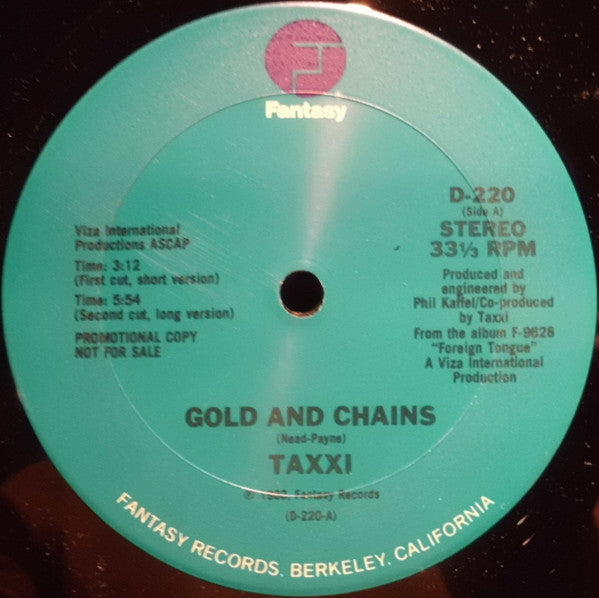 Fantasy
D-220
(Side A)
STEREO
33⅓ RPM
Viza International
Productions ASCAP
Time: 3:12
(First cut, short version)
Time: 5:54
(Second cut, long version)
PROMOTIONAL COPY
NOT FOR SALE
Produced and
engineered by
Phil Kaffel/Co-produced
by Taxxi
From the album F-9628
"Foreign Tongue"
A Viza International
Production
GOLD AND CHAINS
(Nead-Payne)
TAXXI
℗ Fantasy Records
(D-220-A)
FANTASY RECORDS, BERKELEY, CALIFORNIA